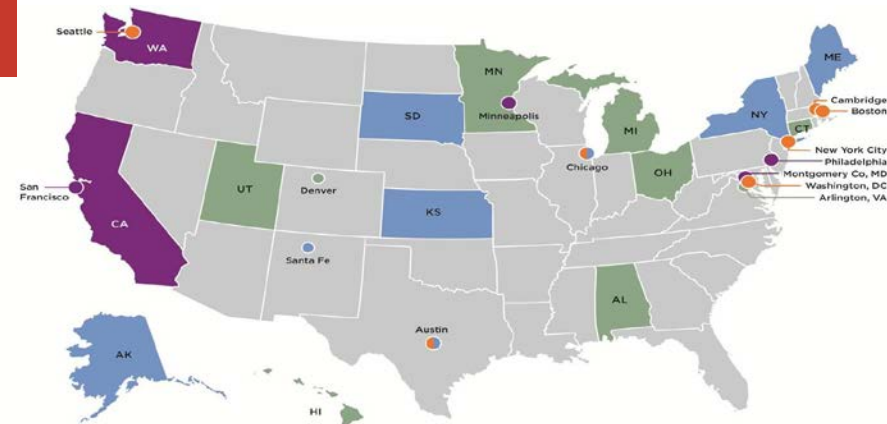 Seattle
WA
MN
ME
Cambridge
Boston
SD
Minneapolis
NY
CT
MI
New York City
Chicago
Philadelphia
San
Francisco
UT
Denver
OH
Montgomery Co, MD
Washington, DC
Arlington, VA
CA
KS
Santa Fe
AL
Austin
AK
HI